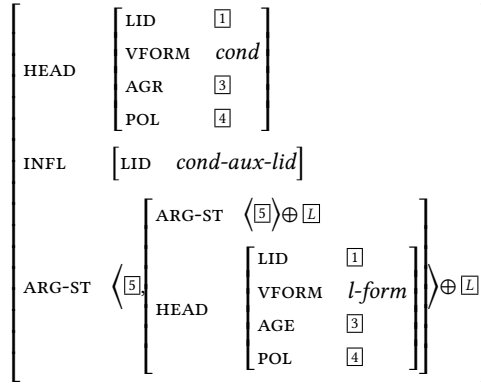 HEAD [LID [1]
VFORM cond
AGR [3]
POL [4]]
INFL [LID cond-aux-lid]
ARG-ST ⟨[5], [ARG-ST ⟨[5]⟩⊕[L]
HEAD [LID [1]
VFORM l-form
AGE [3]
POL [4]]]⟩⊕[L]